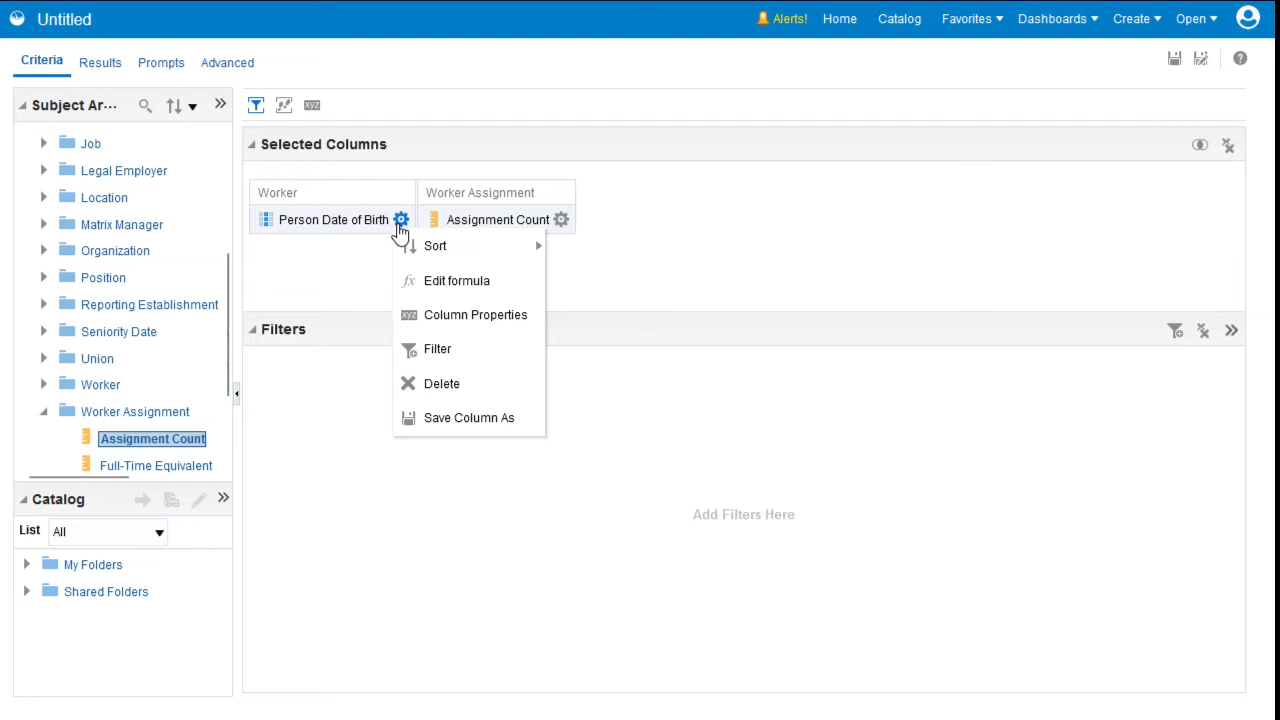 Untitled
Alerts!
Home
Catalog
Favorites
Dashboards
Create
Open
Criteria
Results
Prompts
Advanced
Subject Ar...
xyz
Job
Legal Employer
Location
Matrix Manager
Organization
Position
Reporting Establishment
Seniority Date
Union
Worker
Worker Assignment
Assignment Count
Full-Time Equivalent
Catalog
List
All
My Folders
Shared Folders
Selected Columns
Worker
Worker Assignment
Person Date of Birth
Assignment Count
Sort
fx Edit formula
xyz Column Properties
Filter
Delete
Save Column As
Filters
Add Filters Here